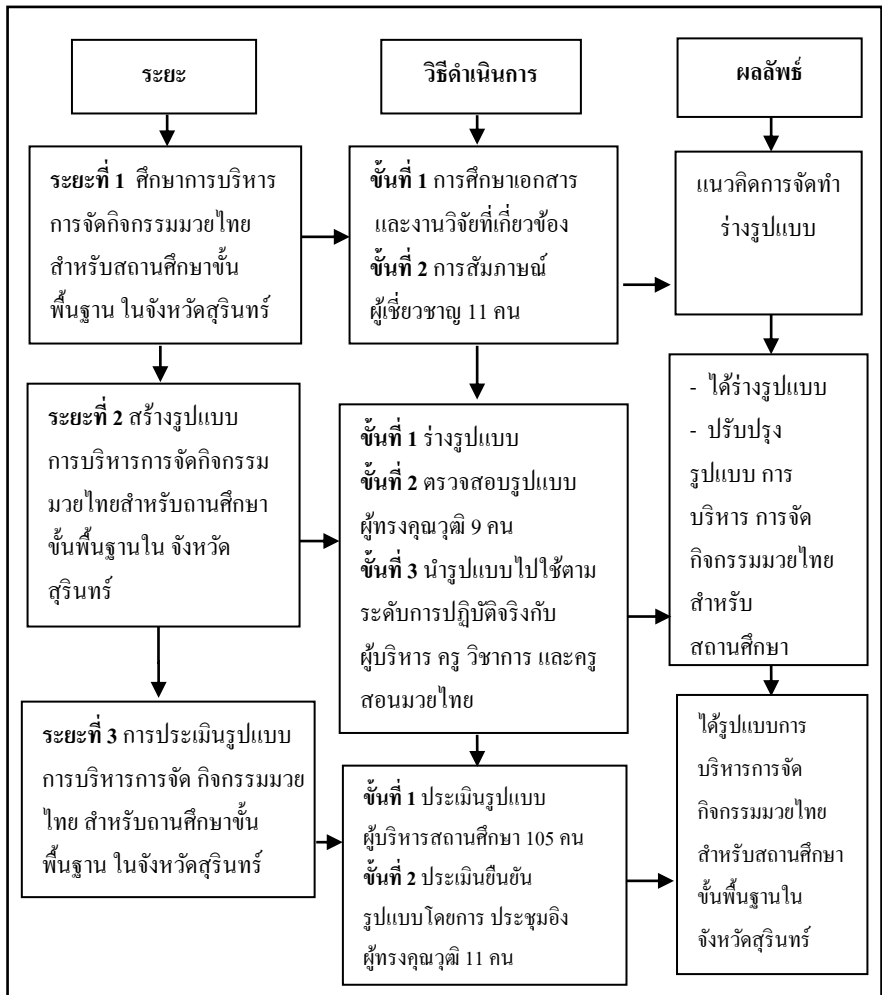 ระยะ
วิธีดำเนินการ
ผลลัพธ์
ระยะที่ 1 ศึกษาการบริหาร
การจัดกิจกรรมมวยไทย
สำหรับสถานศึกษาขั้น
พื้นฐาน ในจังหวัดสุรินทร์
ขั้นที่ 1 การศึกษาเอกสาร
และงานวิจัยที่เกี่ยวข้อง
ขั้นที่ 2 การสัมภาษณ์
ผู้เชี่ยวชาญ 11 คน
แนวคิดการจัดทำ
ร่างรูปแบบ
ระยะที่ 2 สร้างรูปแบบ
การบริหารการจัดกิจกรรม
มวยไทยสำหรับถานศึกษา
ขั้นพื้นฐานใน จังหวัด
สุรินทร์
ขั้นที่ 1 ร่างรูปแบบ
ขั้นที่ 2 ตรวจสอบรูปแบบ
ผู้ทรงคุณวุฒิ 9 คน
ขั้นที่ 3 นำรูปแบบไปใช้ตาม
ระดับการปฏิบัติจริงกับ
ผู้บริหาร ครู วิชาการ และครู
สอนมวยไทย
- ได้ร่างรูปแบบ
- ปรับปรุง
รูปแบบ การ
บริหาร การจัด
กิจกรรมมวยไทย
สำหรับ
สถานศึกษา
ระยะที่ 3 การประเมินรูปแบบ
การบริหารการจัด กิจกรรมมวย
ไทย สำหรับถานศึกษาขั้น
พื้นฐาน ในจังหวัดสุรินทร์
ขั้นที่ 1 ประเมินรูปแบบ
ผู้บริหารสถานศึกษา 105 คน
ขั้นที่ 2 ประเมินยืนยัน
รูปแบบโดยการ ประชุมอิง
ผู้ทรงคุณวุฒิ 11 คน
ได้รูปแบบการ
บริหารการจัด
กิจกรรมมวยไทย
สำหรับสถานศึกษา
ขั้นพื้นฐานใน
จังหวัดสุรินทร์